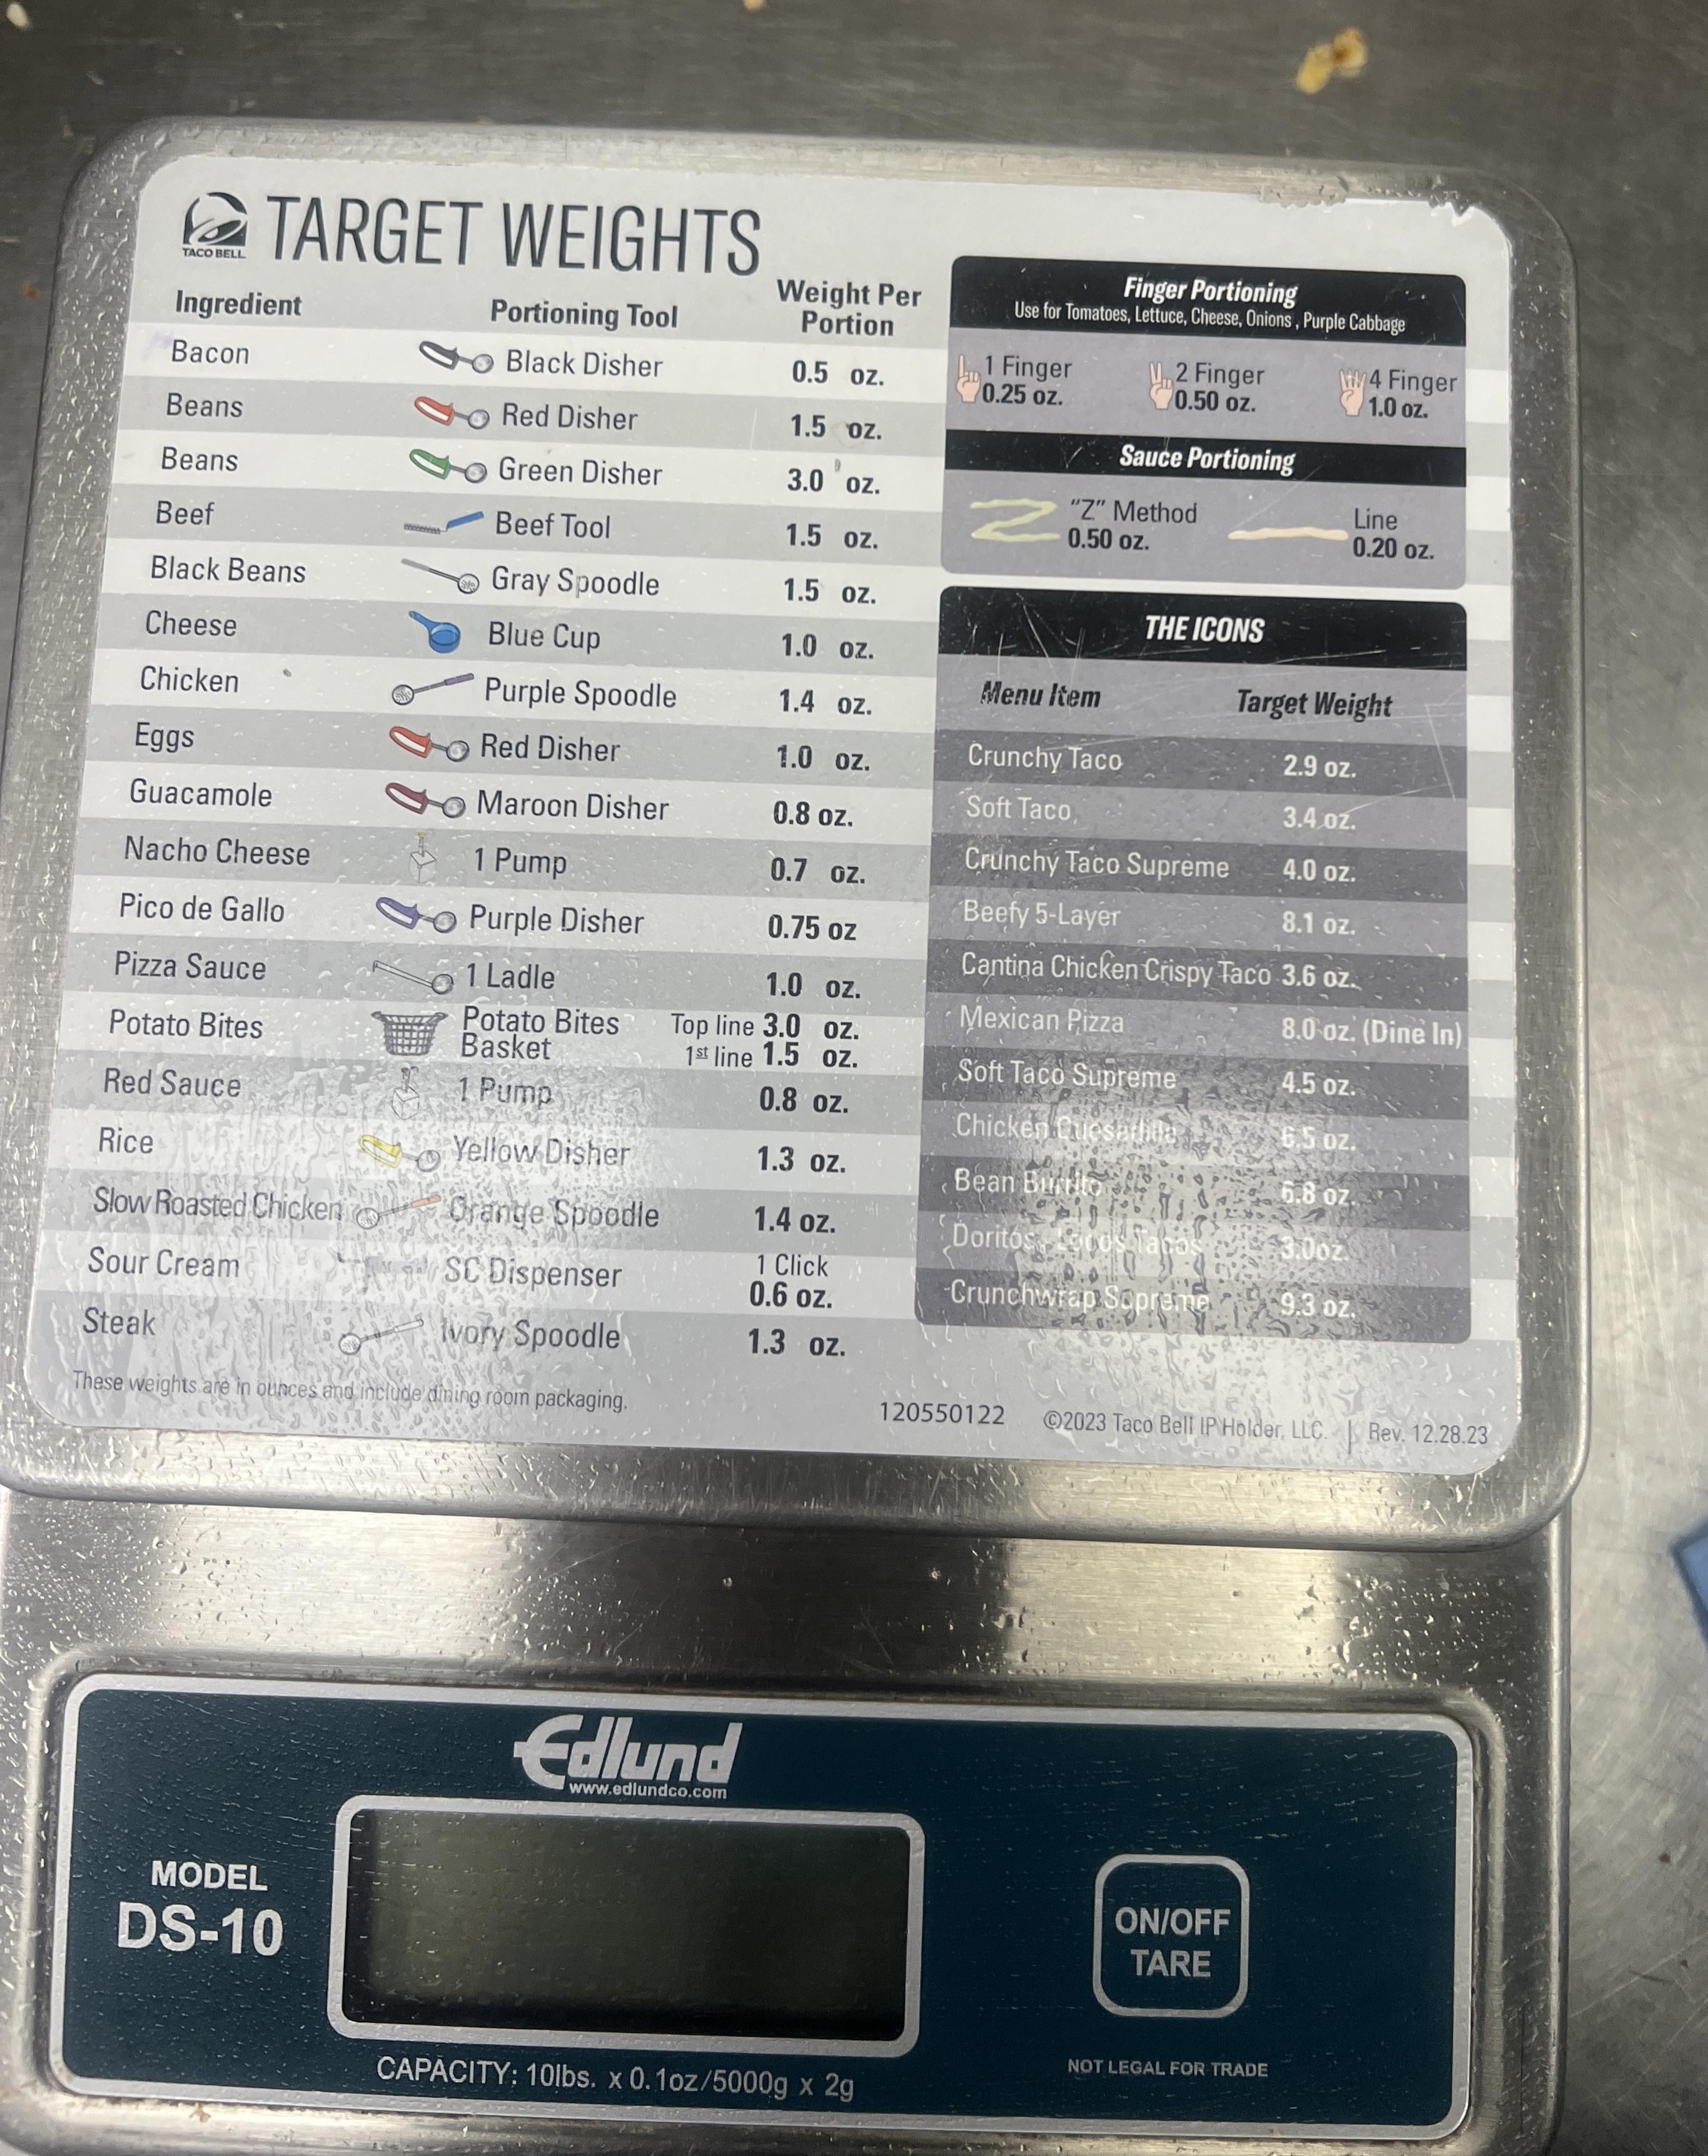 TACO BELL
TARGET WEIGHTS
Ingredient Portioning Tool Weight Per Portion
Bacon Black Disher 0.5 oz.
Beans Red Disher 1.5 oz.
Beans Green Disher 3.0 oz.
Beef Beef Tool 1.5 oz.
Black Beans Gray Spoodle 1.5 oz.
Cheese Blue Cup 1.0 oz.
Chicken Purple Spoodle 1.4 oz.
Eggs Red Disher 1.0 oz.
Guacamole Maroon Disher 0.8 oz.
Nacho Cheese 1 Pump 0.7 oz.
Pico de Gallo Purple Disher 0.75 oz
Pizza Sauce 1 Ladle 1.0 oz.
Potato Bites Potato Bites Basket Top line 3.0 oz.
1st line 1.5 oz.
Red Sauce 1 Pump 0.8 oz.
Rice Yellow Disher 1.3 oz.
Slow Roasted Chicken Orange Spoodle 1.4 oz.
Sour Cream SC Dispenser 1 Click
0.6 oz.
Steak Ivory Spoodle 1.3 oz.
These weights are in ounces and include dining room packaging.
Finger Portioning
Use for Tomatoes, Lettuce, Cheese, Onions , Purple Cabbage
1 Finger 2 Finger 4 Finger
0.25 oz. 0.50 oz. 1.0 oz.
Sauce Portioning
"Z" Method Line
0.50 oz. 0.20 oz.
THE ICONS
Menu Item Target Weight
Crunchy Taco 2.9 oz.
Soft Taco 3.4 oz.
Crunchy Taco Supreme 4.0 oz.
Beefy 5-Layer 8.1 oz.
Cantina Chicken Crispy Taco 3.6 oz.
Mexican Pizza 8.0 oz. (Dine In)
Soft Taco Supreme 4.5 oz.
Chicken Quesadilla 6.5 oz.
Bean Burrito 6.8 oz.
Doritos Locos Tacos 3.0oz.
Crunchwrap Supreme 9.3 oz.
120550122 ©2023 Taco Bell IP Holder, LLC. | Rev. 12.28.23
Edlund
www.edlundco.com
MODEL
DS-10
ON/OFF
TARE
CAPACITY: 10lbs. x 0.1oz/5000g x 2g
NOT LEGAL FOR TRADE